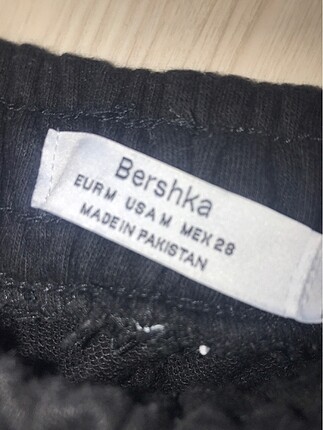 Bershka
EUR M USA M MEX 28
MADE IN PAKISTAN